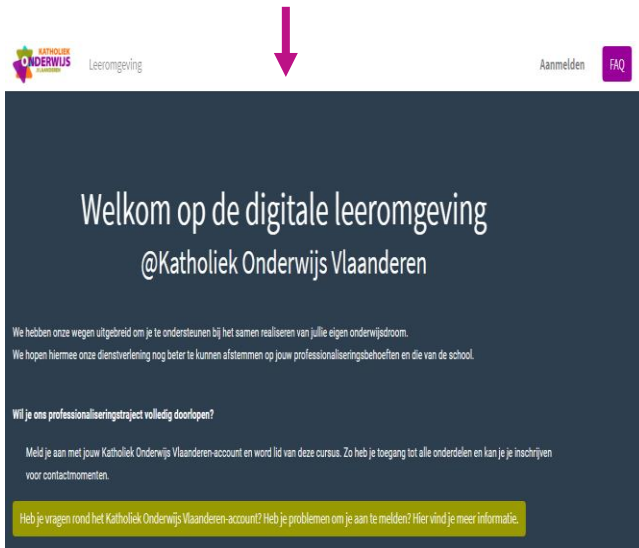 KATHOLIEK
ONDERWIJS
VLAANDEREN
Leeromgeving
Aanmelden
FAQ
Welkom op de digitale leeromgeving
@Katholiek Onderwijs Vlaanderen
We hebben onze wegen uitgebreid om je te ondersteunen bij het samen realiseren van jullie eigen onderwijsdroom.
We hopen hiermee onze dienstverlening nog beter te kunnen afstemmen op jouw professionaliseringsbehoeften en die van de school.
Wil je ons professionaliseringstraject volledig doorlopen?
Meld je aan met jouw Katholiek Onderwijs Vlaanderen-account en word lid van deze cursus. Zo heb je toegang tot alle onderdelen en kan je je inschrijven
voor contactmomenten.
Heb je vragen rond het Katholiek Onderwijs Vlaanderen-account? Heb je problemen om je aan te melden? Hier vind je meer informatie.